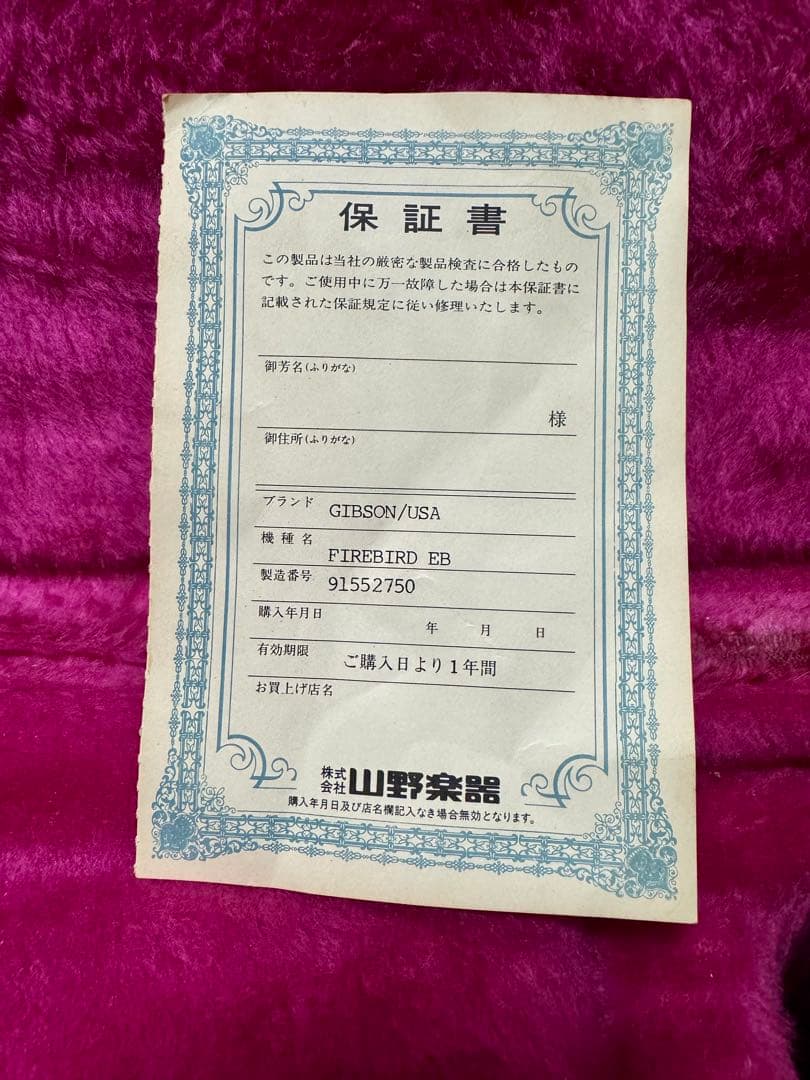 保証書
この製品は当社の厳密な製品検査に合格したもの
です。ご使用中に万一故障した場合は本保証書に
記載された保証規定に従い修理いたします。
御芳名(ふりがな)
様
御住所(ふりがな)
ブランド GIBSON/USA
機種名 FIREBIRD EB
製造番号 91552750
購入年月日 年 月 日
有効期限 ご購入日より1年間
お買上げ店名
株式会社 山野楽器
購入年月日及び店名欄記入なき場合無効となります。